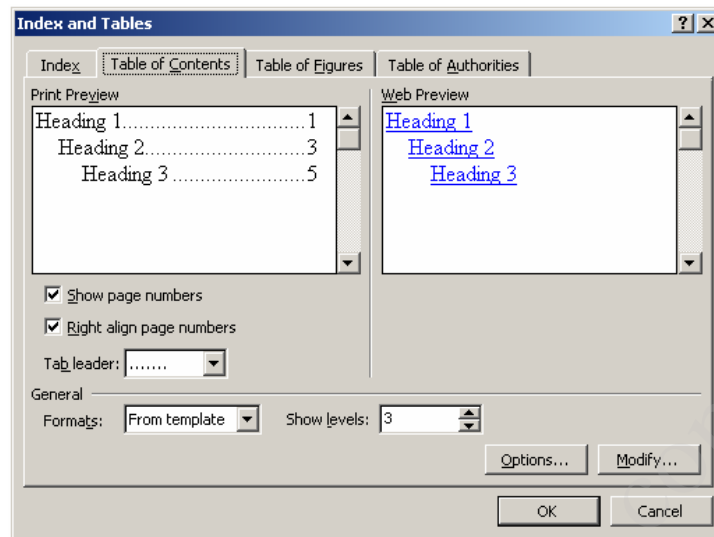 Index and Tables
Index Table of Contents Table of Figures Table of Authorities
Print Preview
Heading 1..............................1
Heading 2..........................3
Heading 3 ......................5
Web Preview
Heading 1
Heading 2
Heading 3
Show page numbers
Right align page numbers
Tab leader: .......
General
Formats: From template Show levels: 3
Options... Modify...
OK Cancel